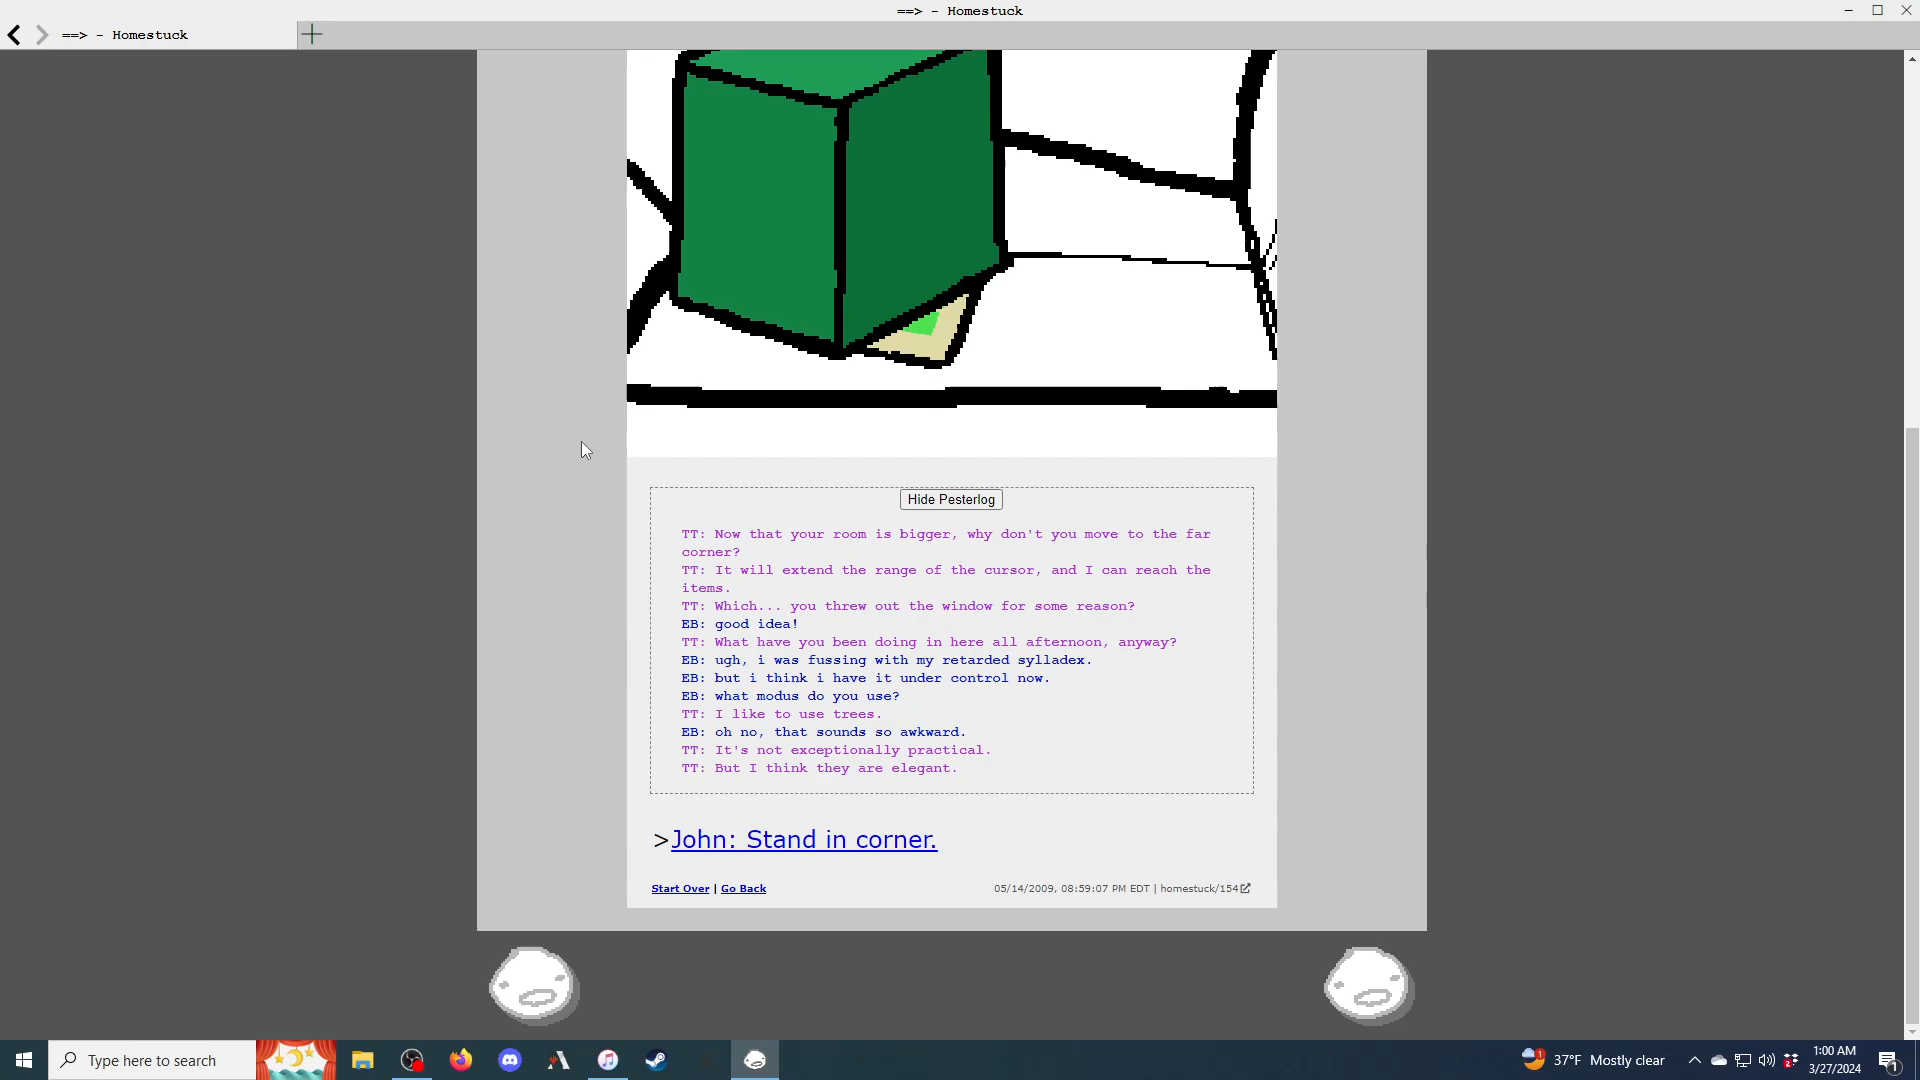 ==> - Homestuck
==> - Homestuck
Hide Pesterlog
TT: Now that your room is bigger, why don't you move to the far
corner?
TT: It will extend the range of the cursor, and I can reach the
items.
TT: Which... you threw out the window for some reason?
EB: good idea!
TT: What have you been doing in here all afternoon, anyway?
EB: ugh, i was fussing with my retarded sylladex.
EB: but i think i have it under control now.
EB: what modus do you use?
TT: I like to use trees.
EB: oh no, that sounds so awkward.
TT: It's not exceptionally practical.
TT: But I think they are elegant.
>John: Stand in corner.
Start Over | Go Back 05/14/2009, 08:59:07 PM EDT | homestuck/154
Type here to search 1 37°F Mostly clear 2 1:00 AM 1
3/27/2024